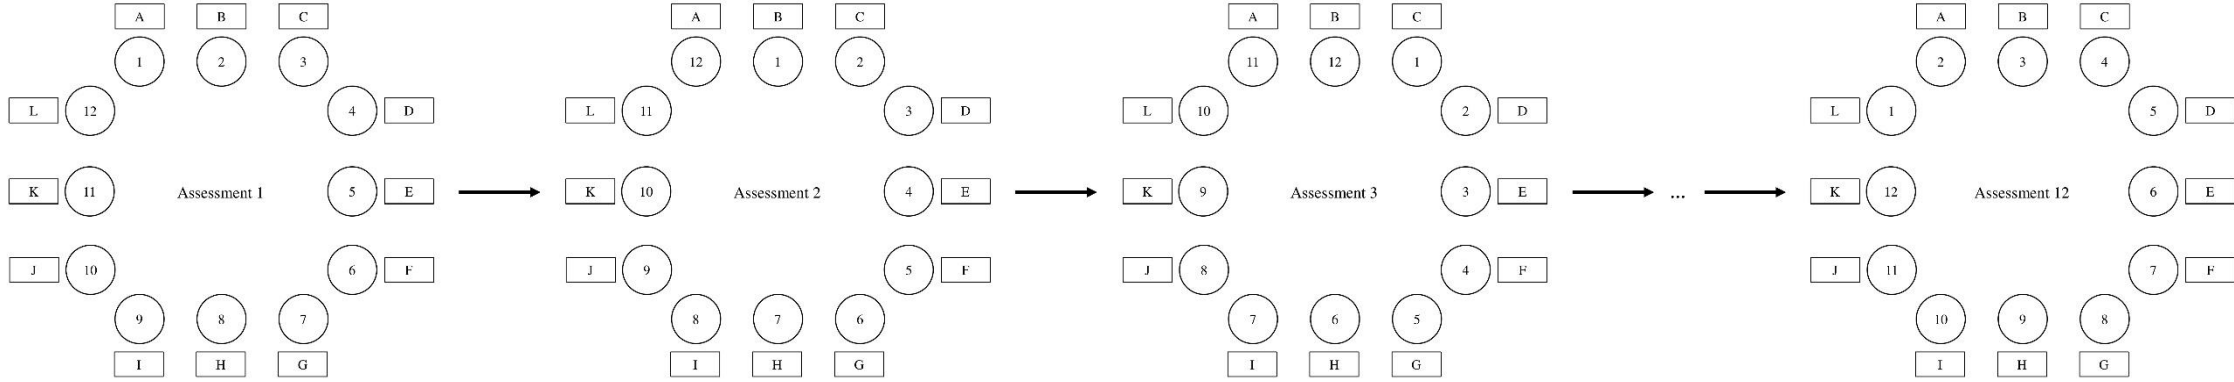 A B C
1 2 3
L 12 4 D
K 11 Assessment 1 5 E
J 10 6 F
9 8 7
I H G
A B C
12 1 2
L 11 3 D
K 10 Assessment 2 4 E
J 9 5 F
8 7 6
I H G
A B C
11 12 1
L 10 2 D
K 9 Assessment 3 3 E
J 8 4 F
7 6 5
I H G
...
A B C
2 3 4
L 1 5 D
K 12 Assessment 12 6 E
J 11 7 F
10 9 8
I H G